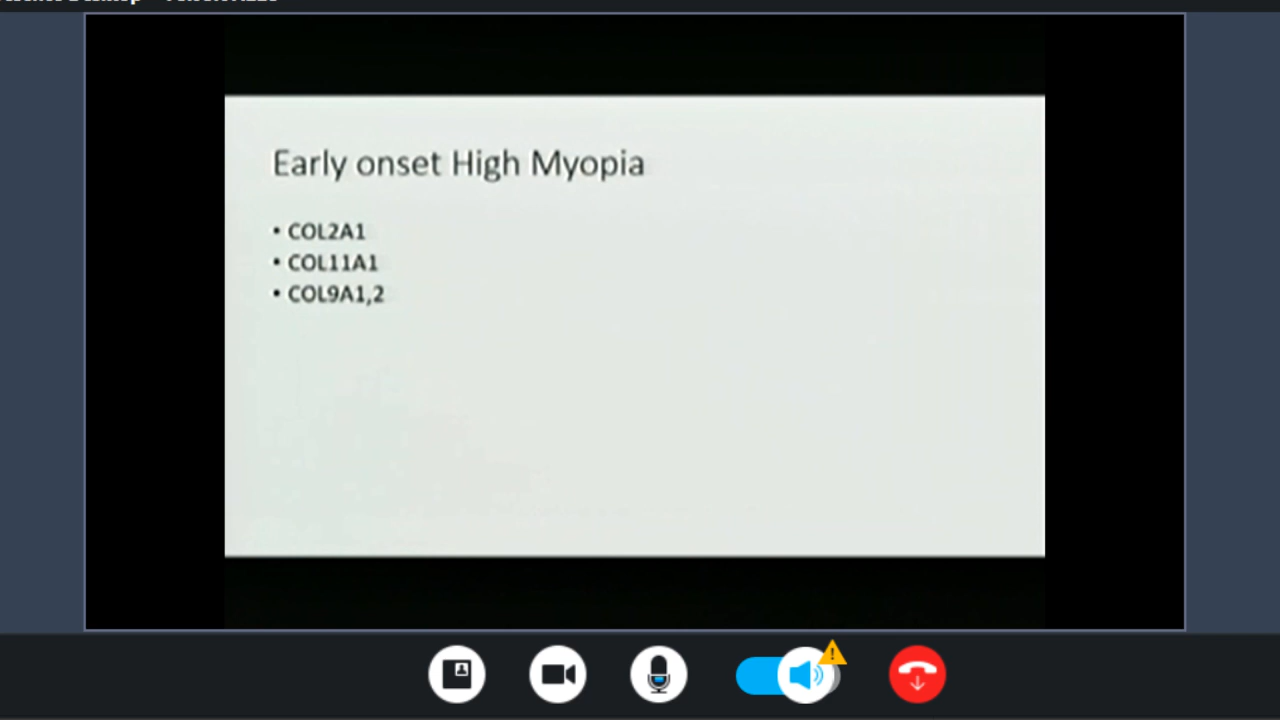 Early onset High Myopia
• COL2A1
• COL11A1
• COL9A1,2